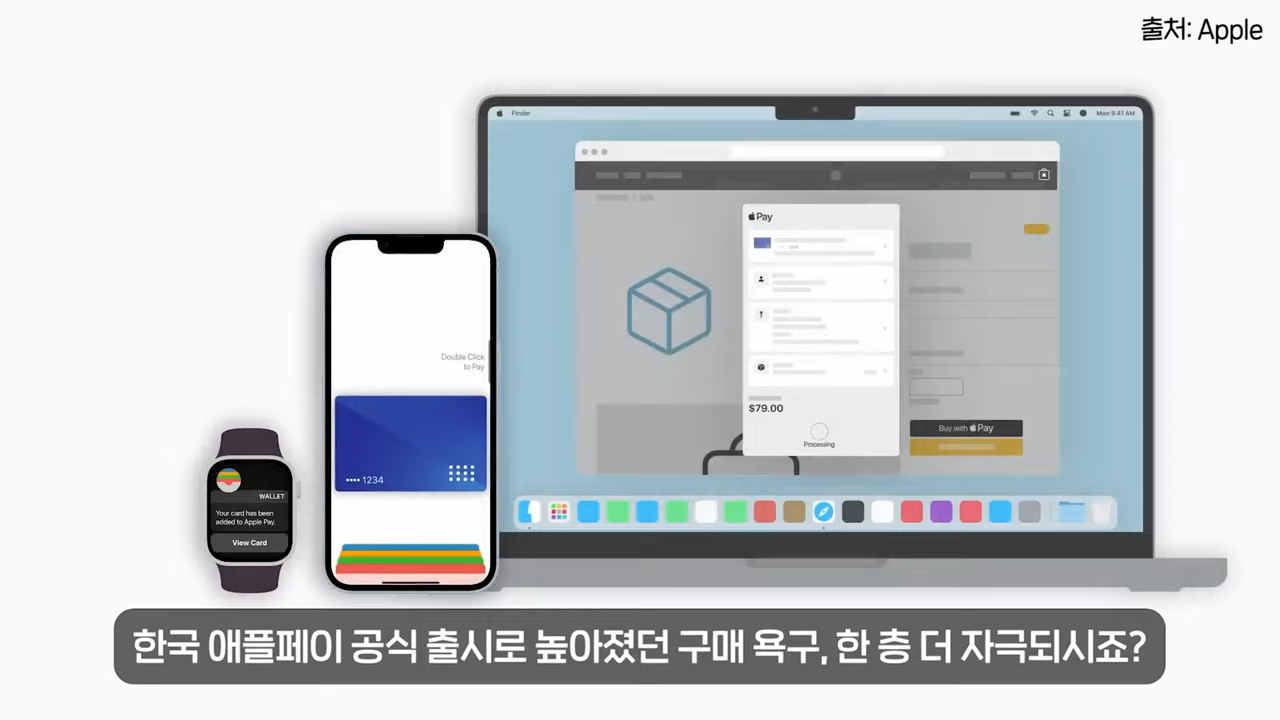 출처: Apple
Finder
Mon 9:41 AM
Pay
1234
$79.00
Processing
Buy with Pay
Double Click
to Pay
•••• 1234
WALLET
Your card has been
added to Apple Pay.
View Card
한국 애플페이 공식 출시로 높아졌던 구매 욕구, 한 층 더 자극되시죠?